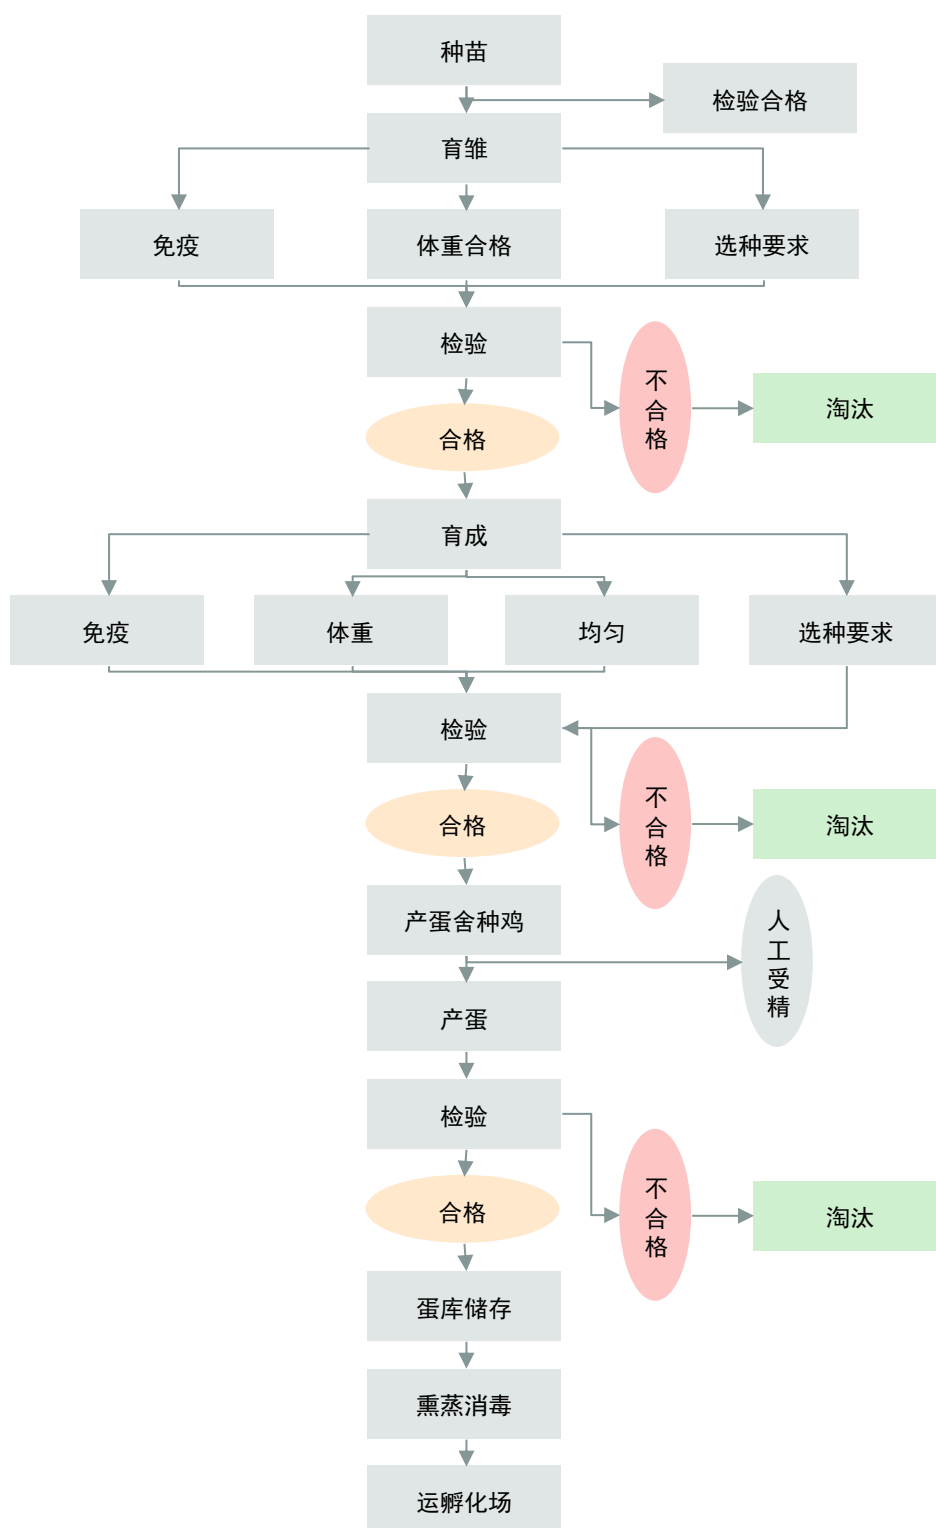 种苗
检验合格
育雏
免疫
体重合格
选种要求
检验
不合格
淘汰
合格
育成
免疫
体重
均匀
选种要求
检验
不合格
淘汰
合格
产蛋舍种鸡
人工受精
产蛋
检验
不合格
淘汰
合格
蛋库储存
熏蒸消毒
运孵化场